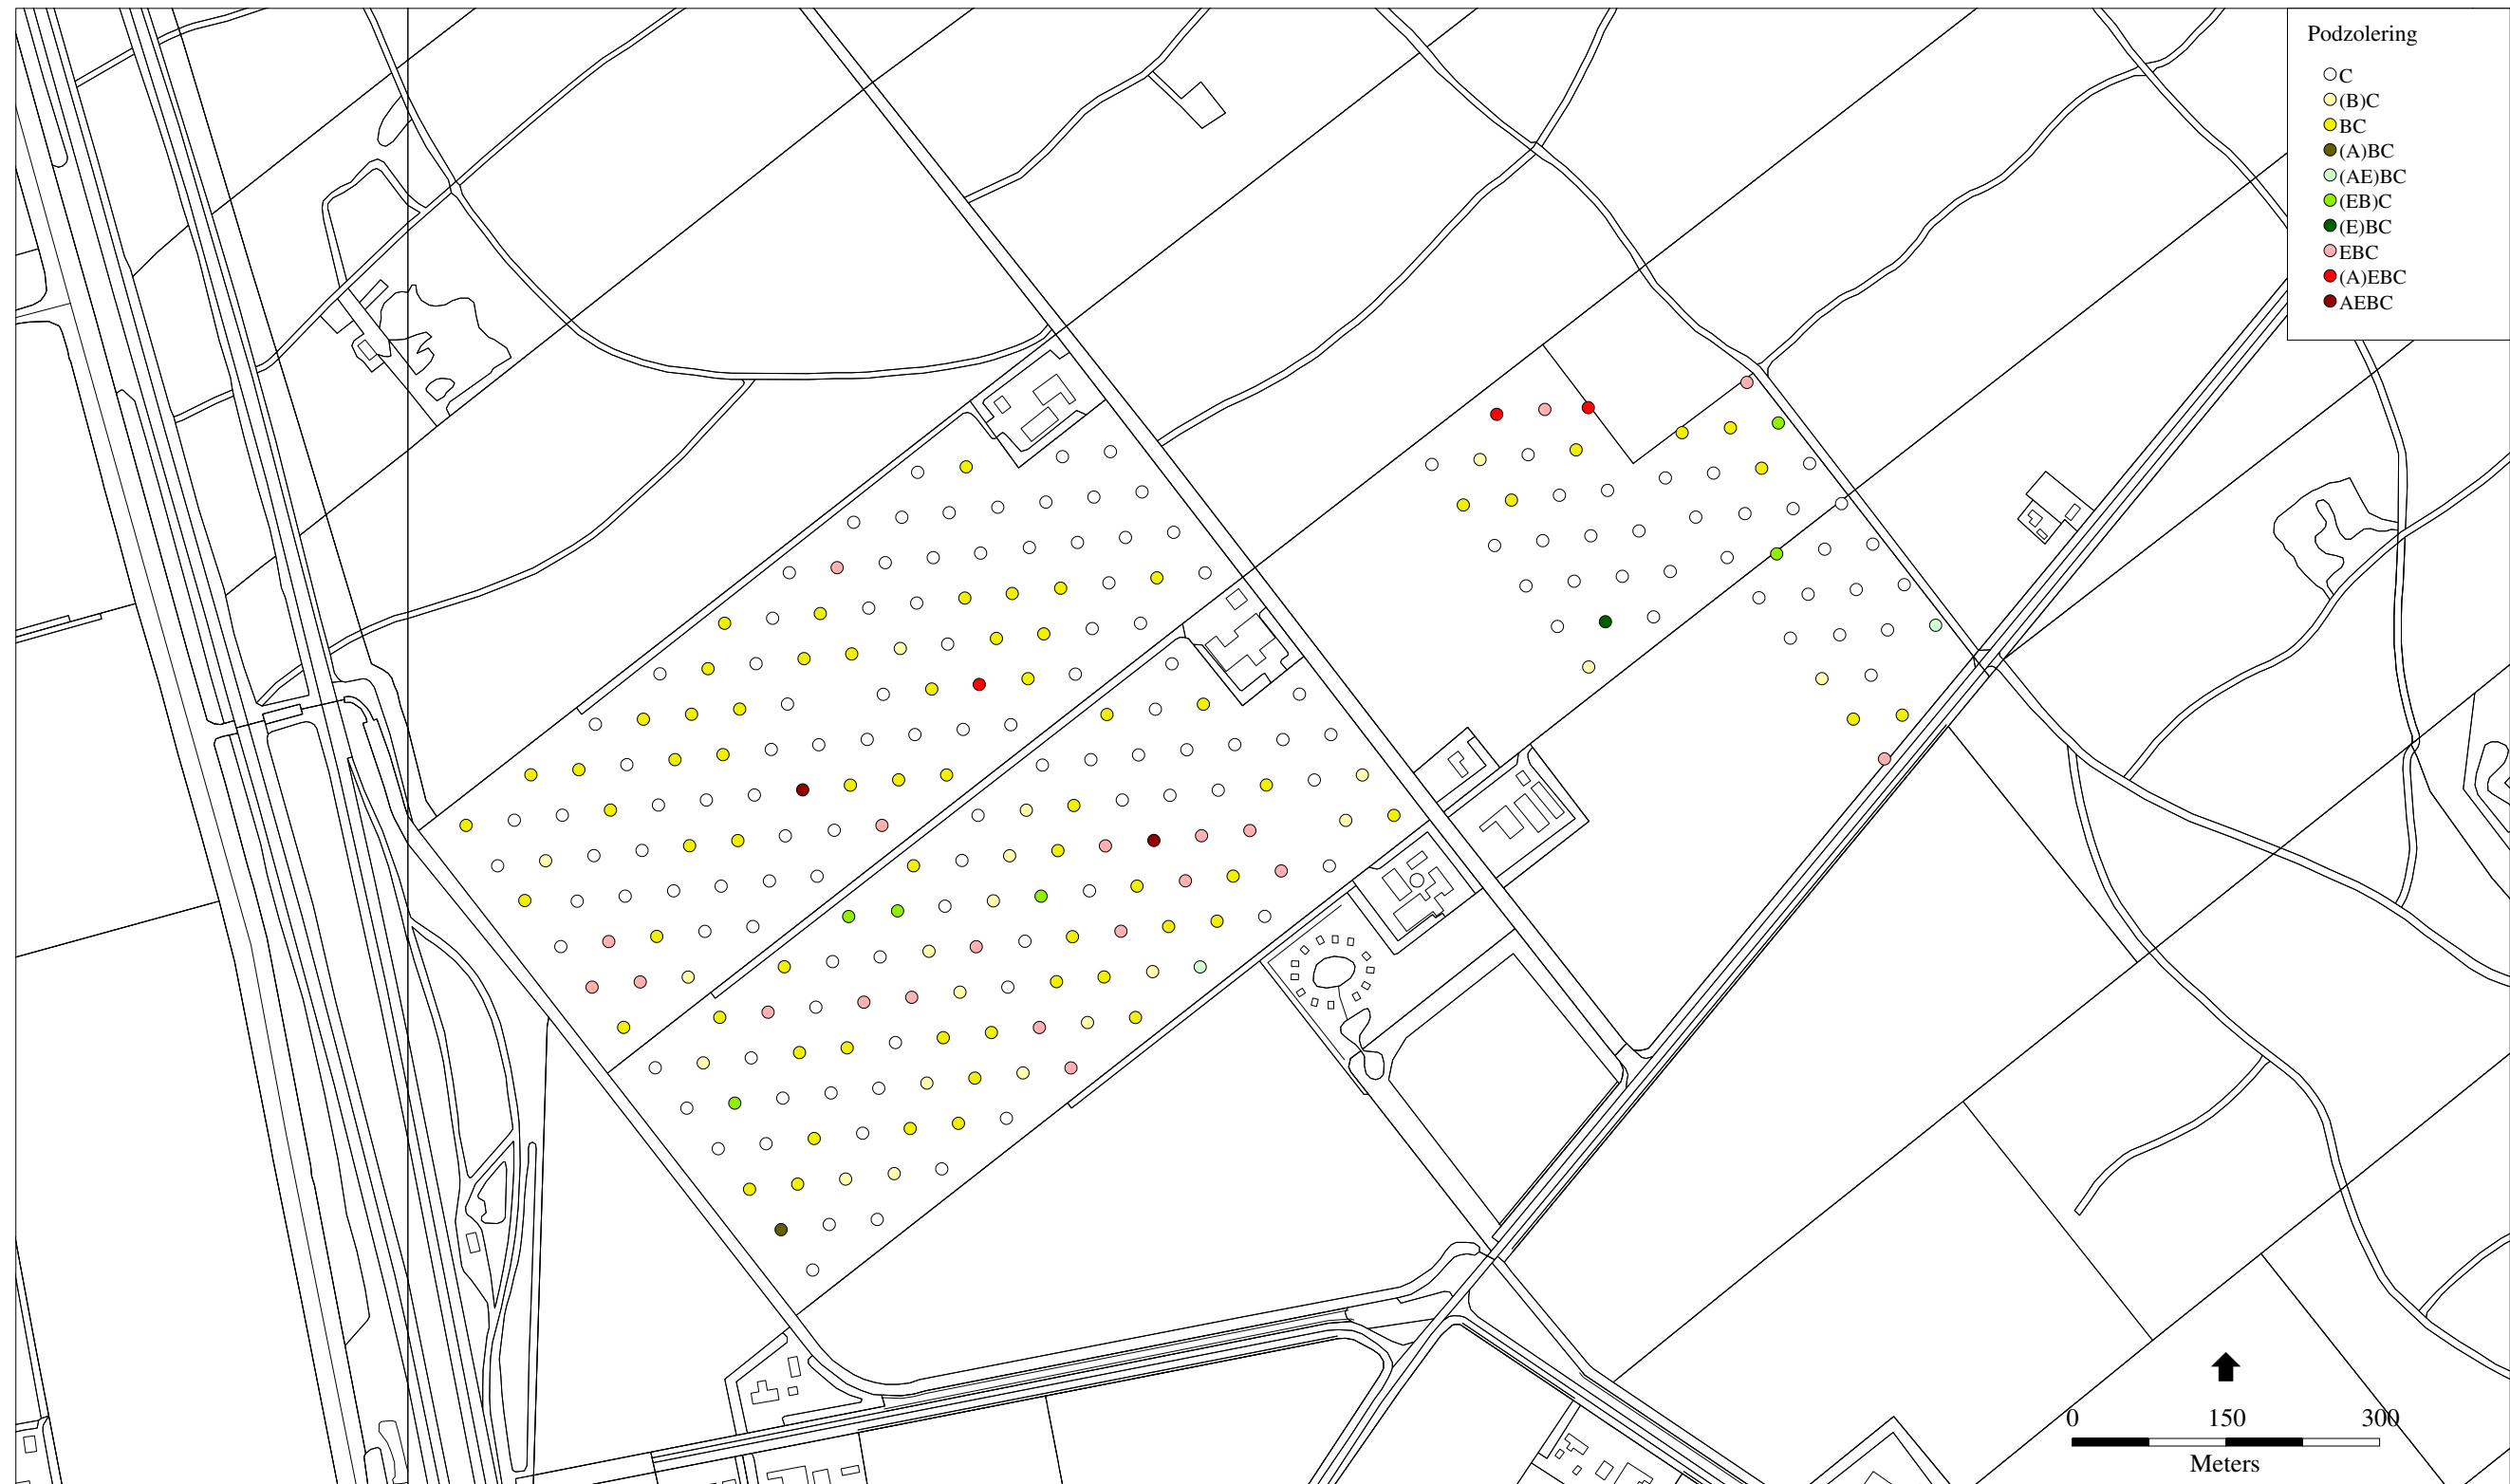 Podzolering
C
(B)C
BC
(A)BC
(AE)BC
(EB)C
(E)BC
EBC
(A)EBC
AEBC
0 150 300
Meters